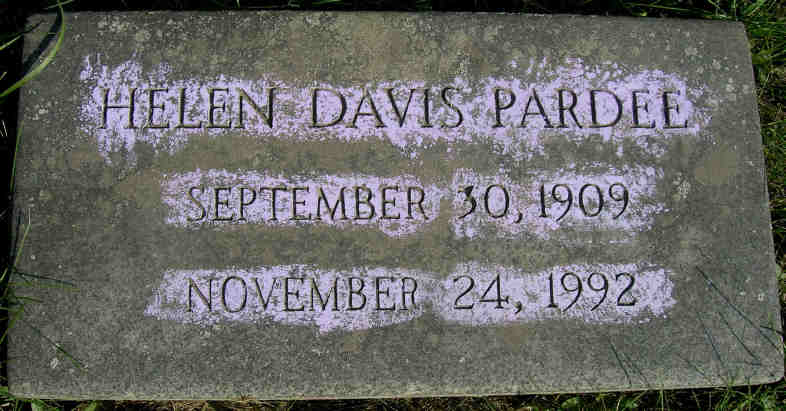 HELEN DAVIS PARDEE
SEPTEMBER 30, 1909
NOVEMBER 24, 1992